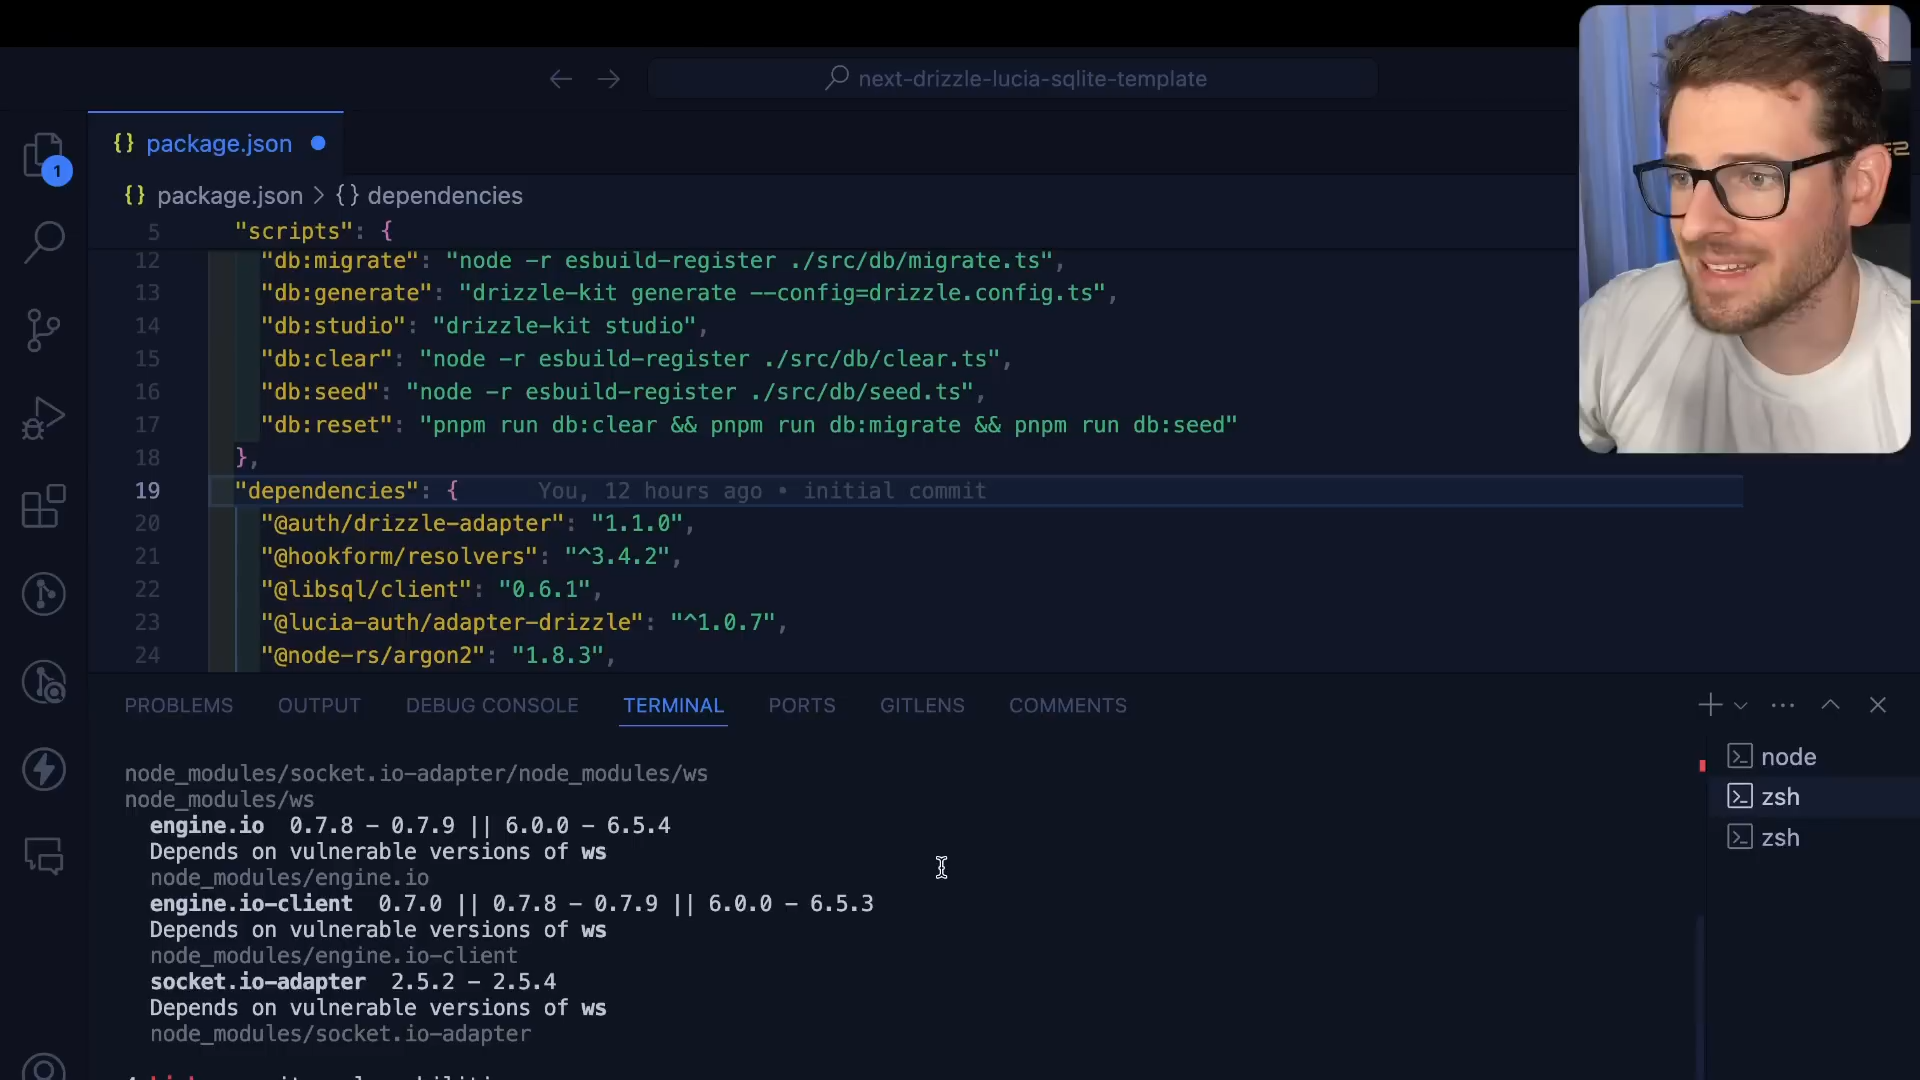 next-drizzle-lucia-sqlite-template
{} package.json
1
{} package.json > {} dependencies
5 "scripts": {
12 "db:migrate": "node -r esbuild-register ./src/db/migrate.ts",
13 "db:generate": "drizzle-kit generate --config=drizzle.config.ts",
14 "db:studio": "drizzle-kit studio",
15 "db:clear": "node -r esbuild-register ./src/db/clear.ts",
16 "db:seed": "node -r esbuild-register ./src/db/seed.ts",
17 "db:reset": "pnpm run db:clear && pnpm run db:migrate && pnpm run db:seed"
18 },
19 "dependencies": { You, 12 hours ago • initial commit
20 "@auth/drizzle-adapter": "1.1.0",
21 "@hookform/resolvers": "^3.4.2",
22 "@libsql/client": "0.6.1",
23 "@lucia-auth/adapter-drizzle": "^1.0.7",
24 "@node-rs/argon2": "1.8.3",
PROBLEMS OUTPUT DEBUG CONSOLE TERMINAL PORTS GITLENS COMMENTS
node
zsh
zsh
node_modules/socket.io-adapter/node_modules/ws
node_modules/ws
engine.io 0.7.8 - 0.7.9 || 6.0.0 - 6.5.4
Depends on vulnerable versions of ws
node_modules/engine.io
engine.io-client 0.7.0 || 0.7.8 - 0.7.9 || 6.0.0 - 6.5.3
Depends on vulnerable versions of ws
node_modules/engine.io-client
socket.io-adapter 2.5.2 - 2.5.4
Depends on vulnerable versions of ws
node_modules/socket.io-adapter